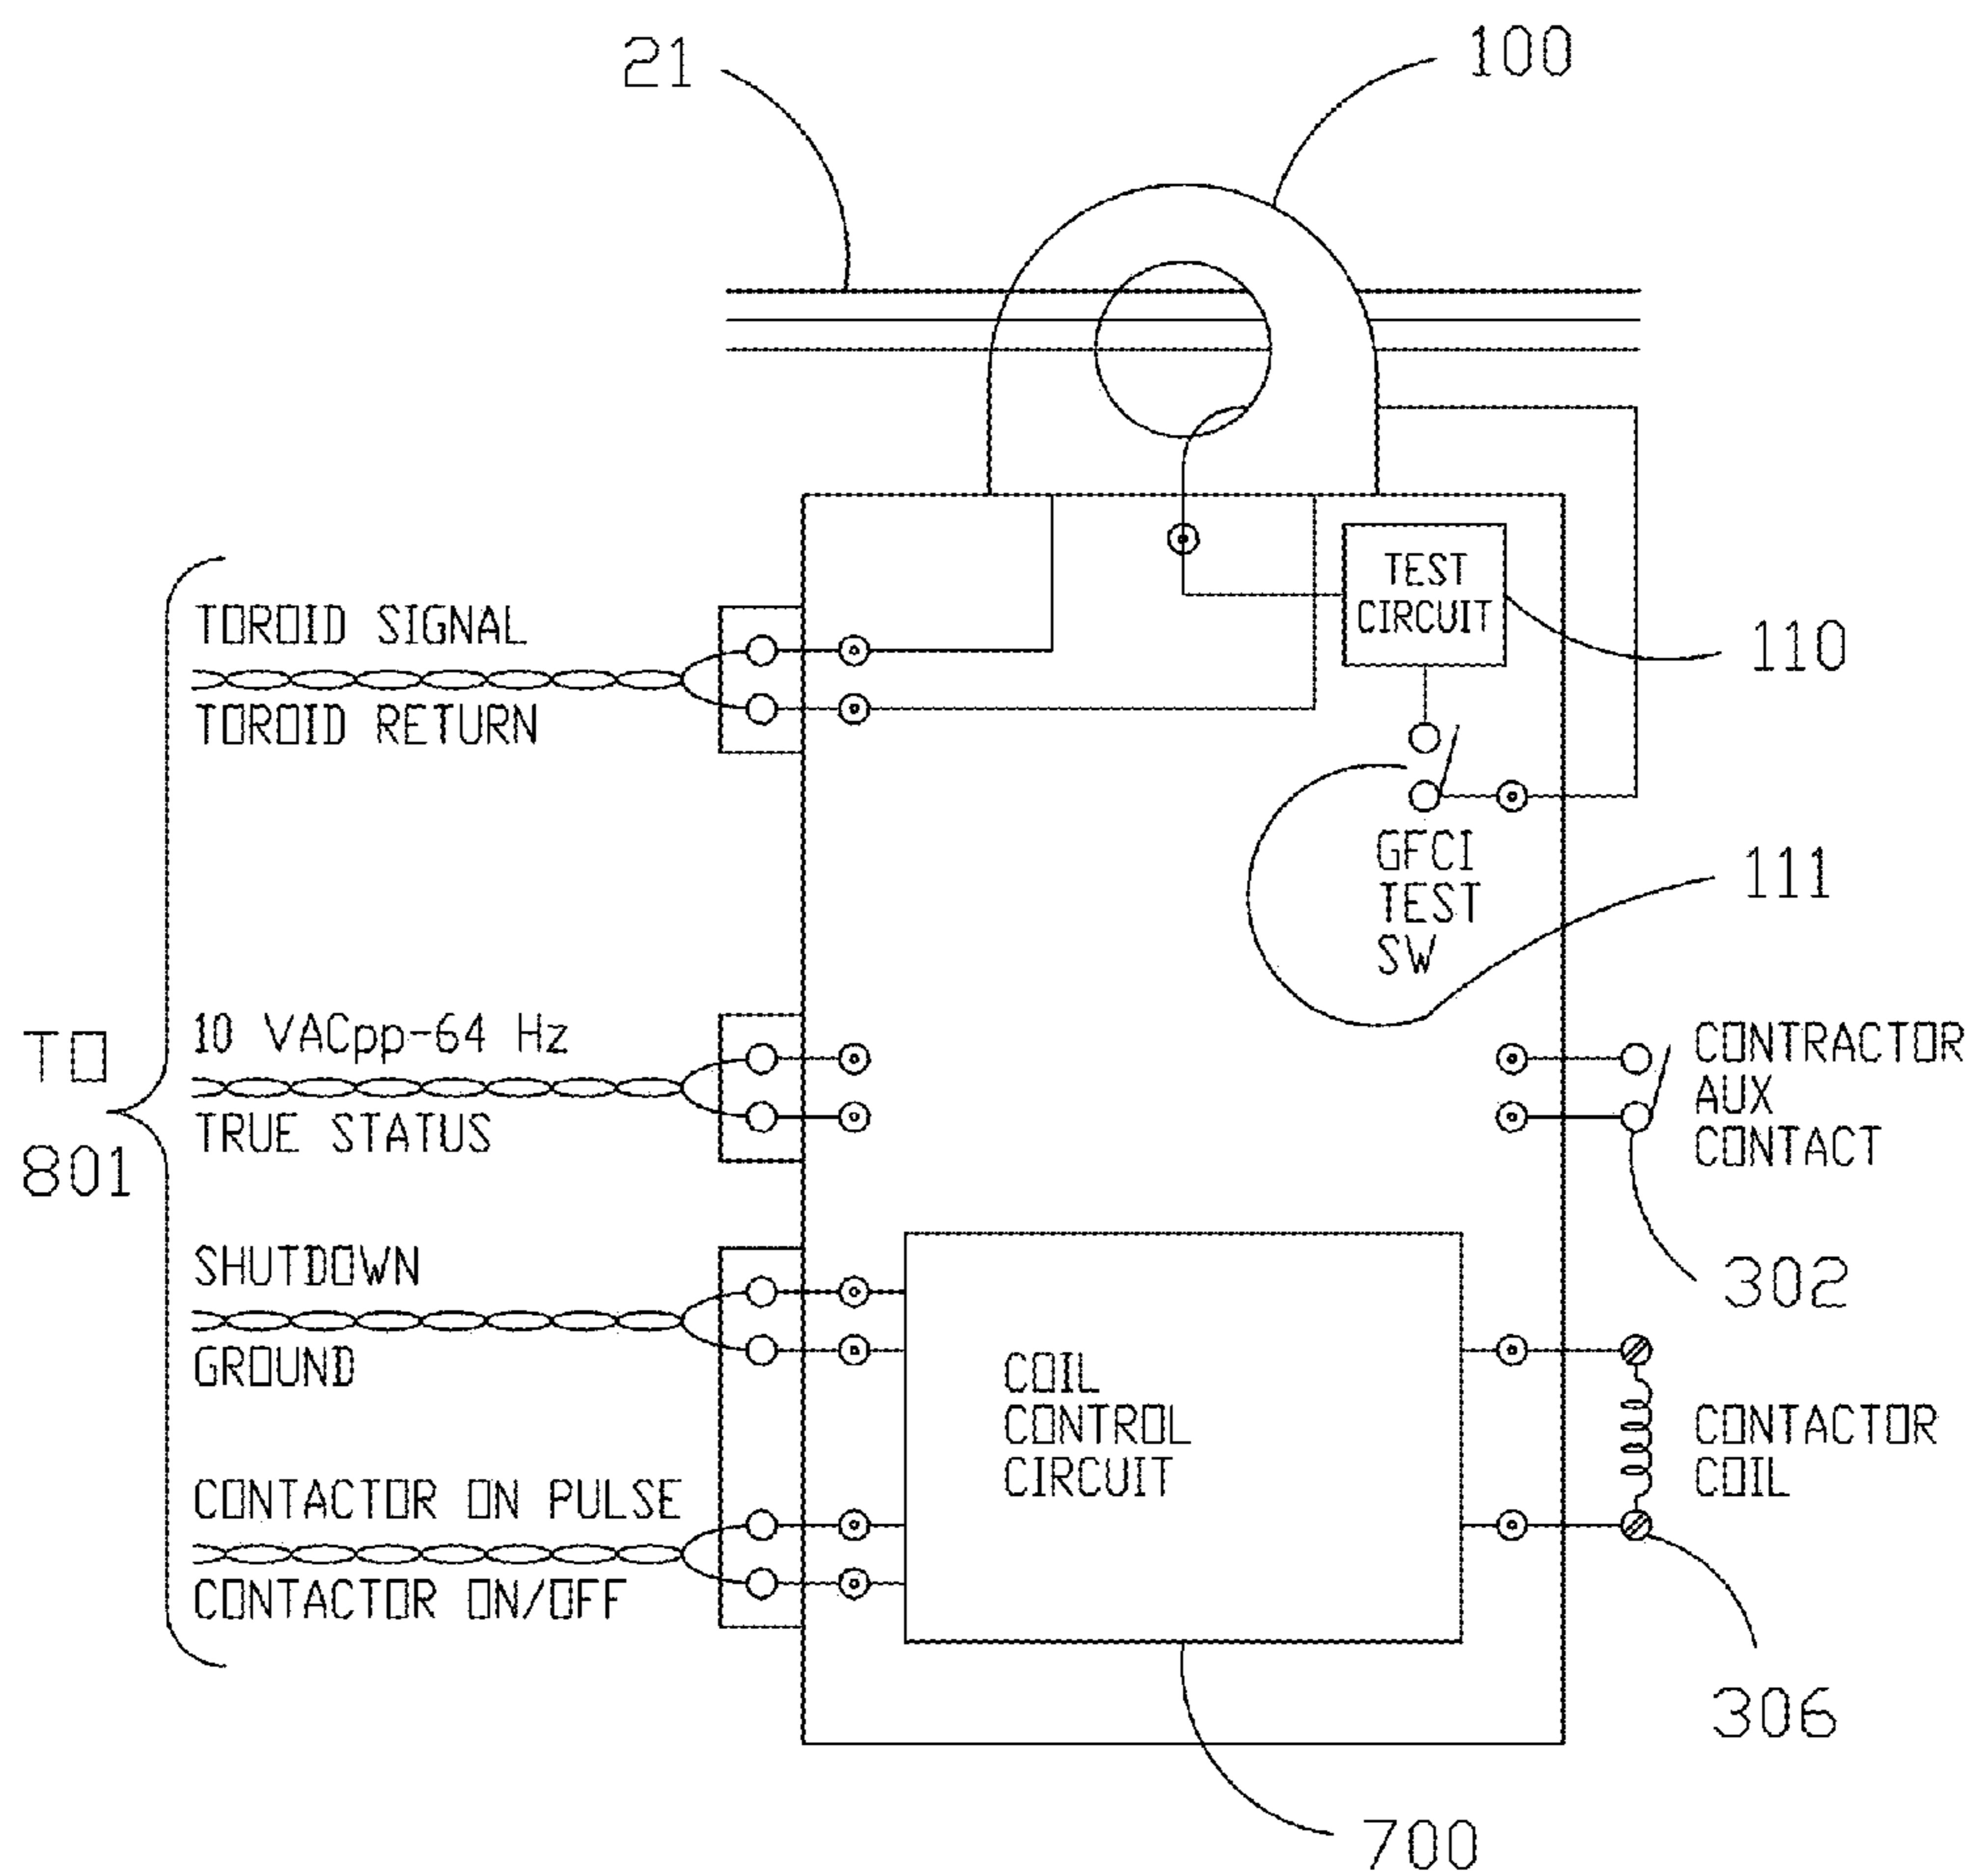 21
100
TEST
CIRCUIT
110
TOROID SIGNAL
TOROID RETURN
GFCI
TEST
SW
111
TO
801
10 VACpp-64 Hz
TRUE STATUS
CONTRACTOR
AUX
CONTACT
302
SHUTDOWN
GROUND
COIL
CONTROL
CIRCUIT
CONTACTOR
COIL
CONTACTOR ON PULSE
CONTACTOR ON/OFF
306
700